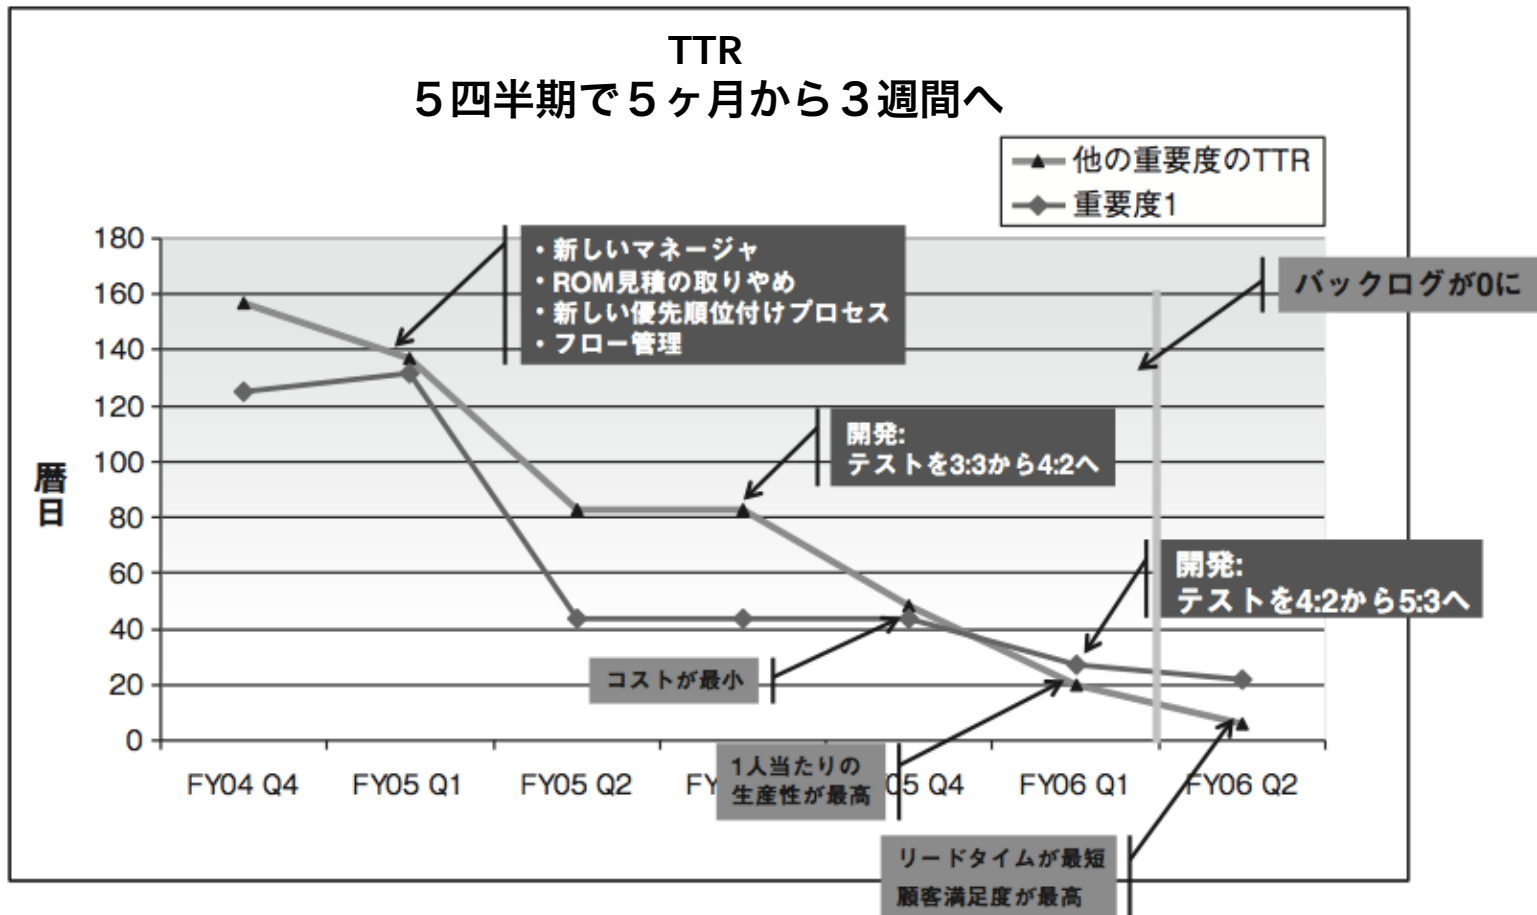 TTR
５四半期で５ヶ月から３週間へ
他の重要度のTTR
重要度1
180
160
140
120
100
80
60
40
20
0
暦日
・新しいマネージャ
・ROM見積の取りやめ
・新しい優先順位付けプロセス
・フロー管理
バックログが0に
開発:
テストを3:3から4:2へ
開発:
テストを4:2から5:3へ
コストが最小
1人当たりの
生産性が最高
リードタイムが最短
顧客満足度が最高
FY04 Q4
FY05 Q1
FY05 Q2
FY
05 Q4
FY06 Q1
FY06 Q2